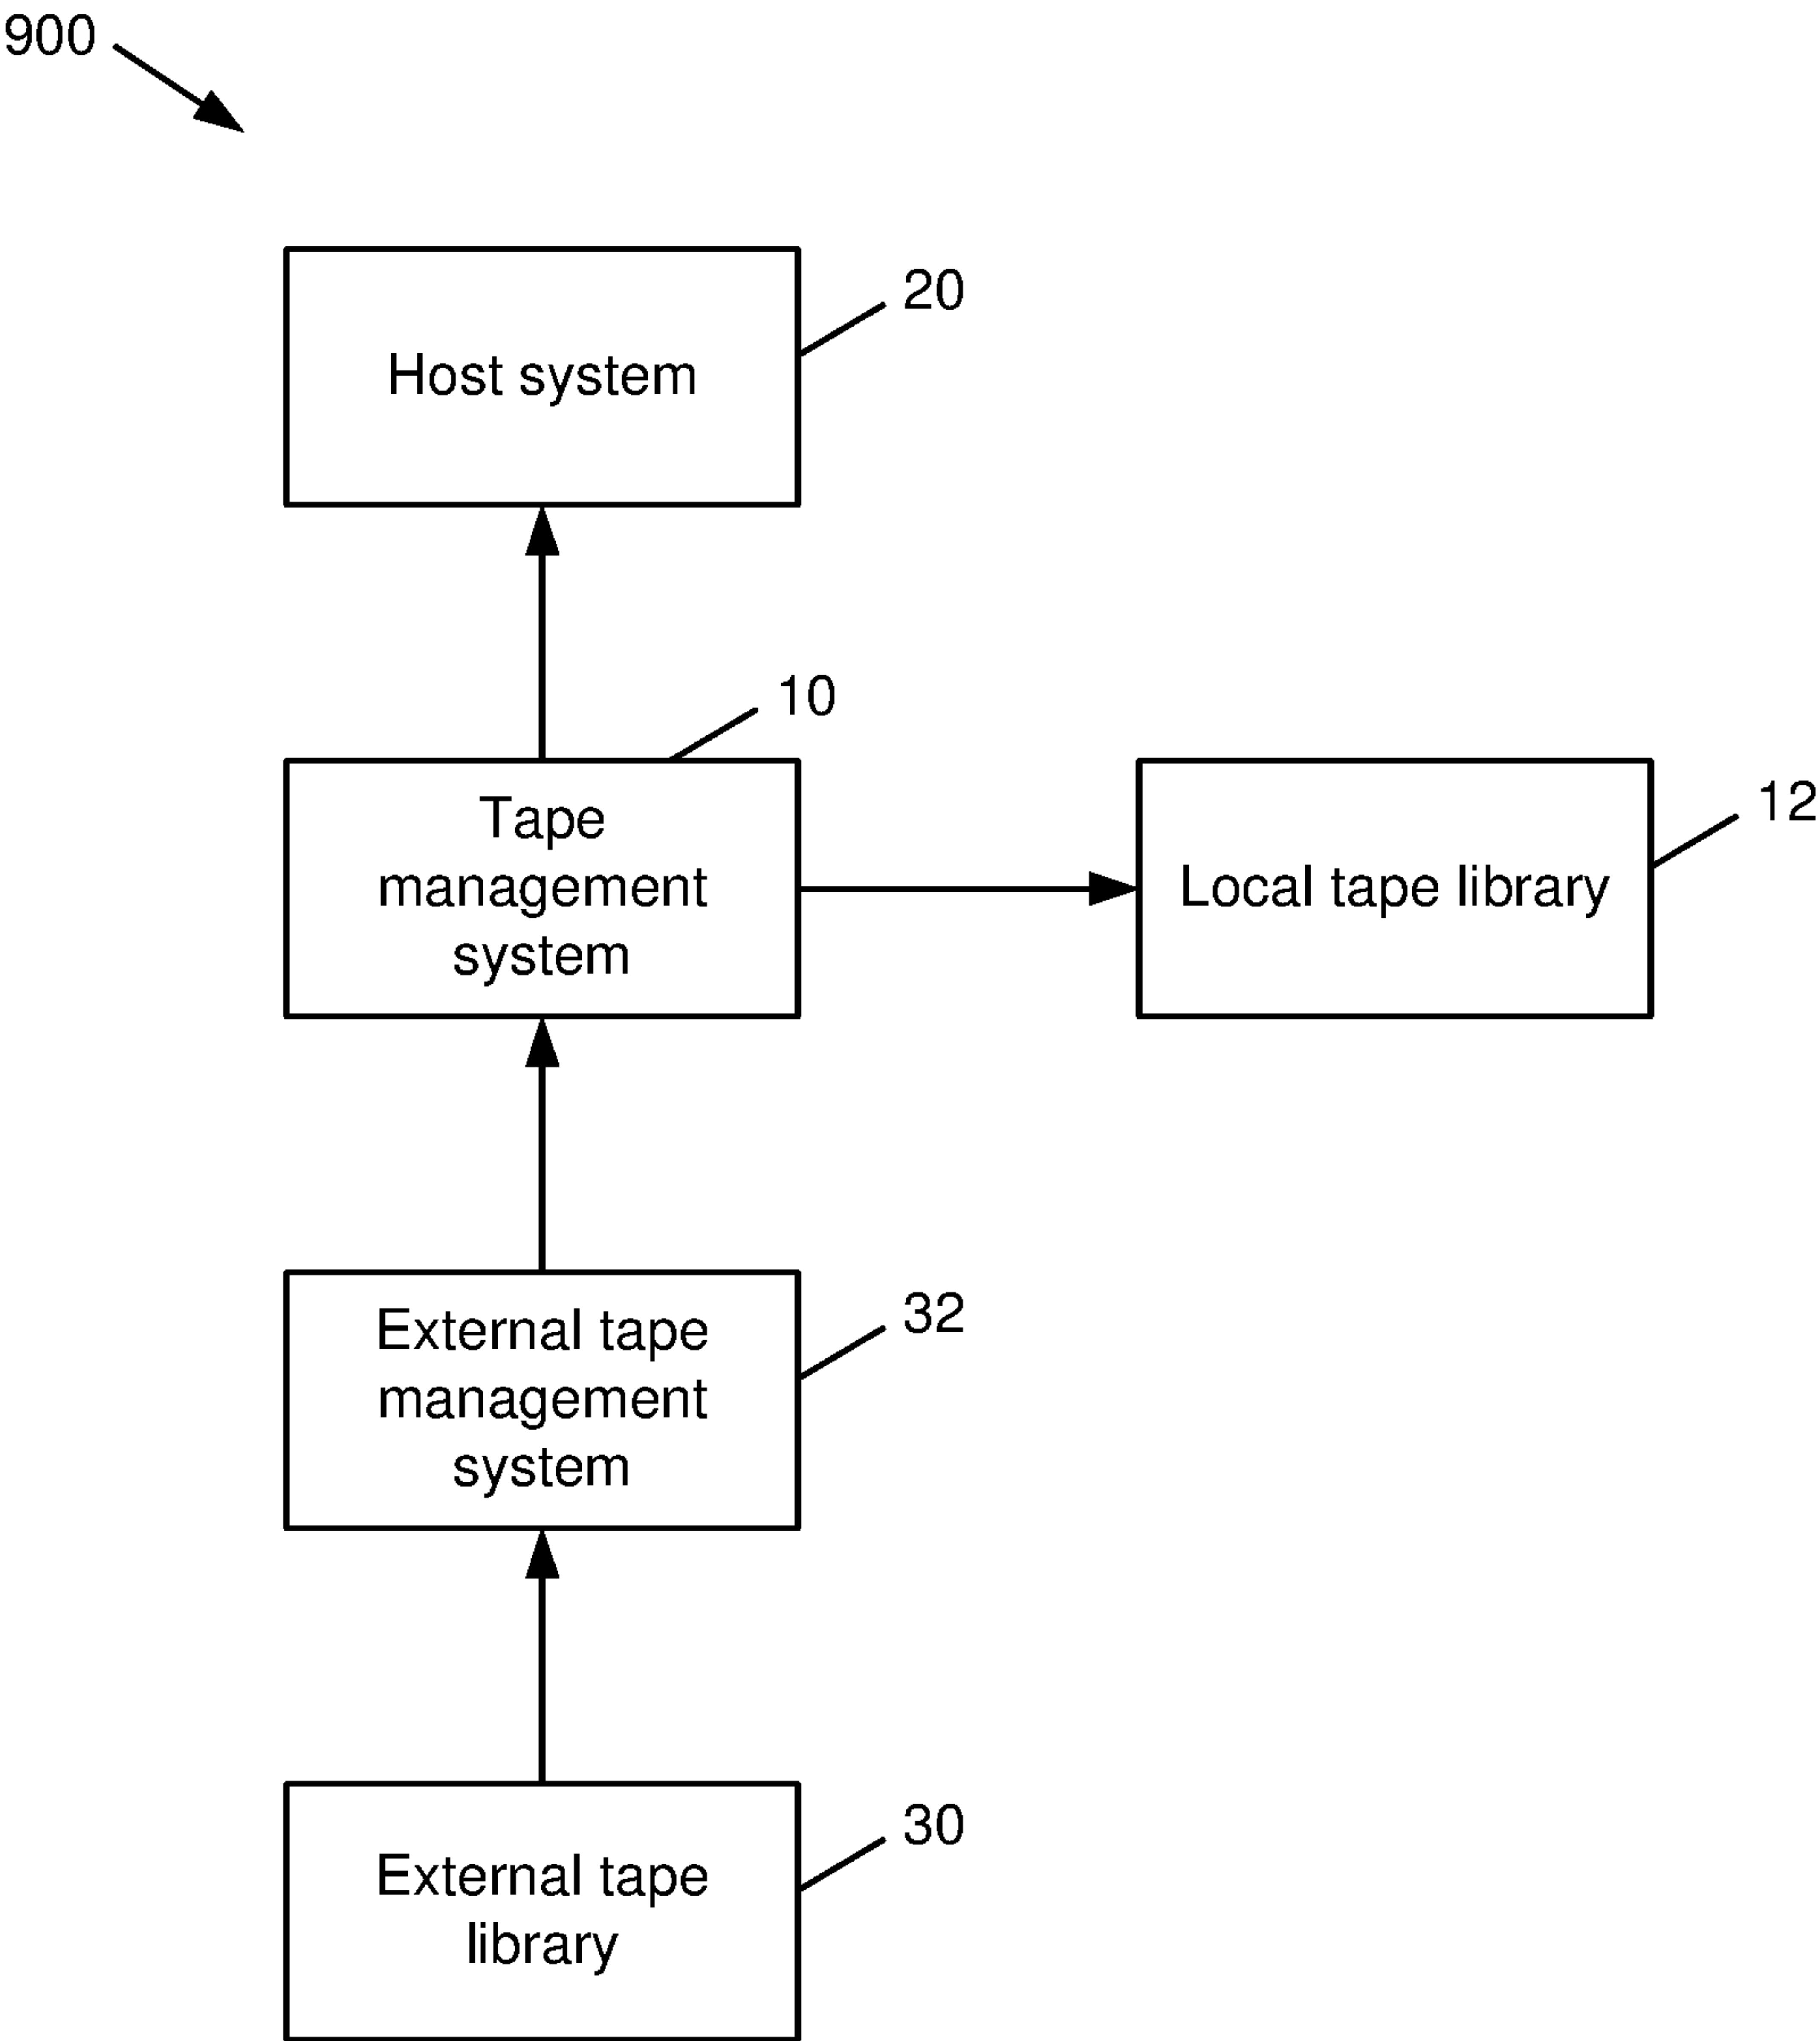 900
20
Host system
10
Tape
management
system
12
Local tape library
32
External tape
management
system
30
External tape
library